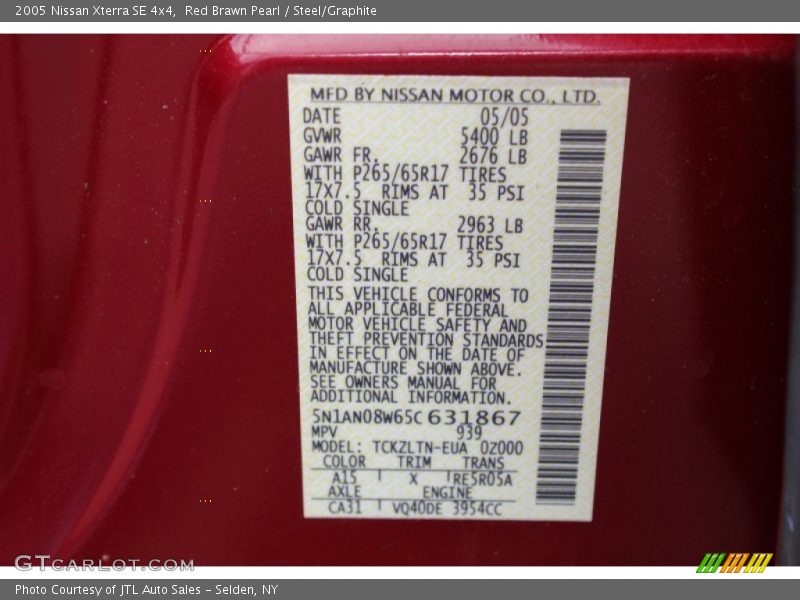 2005 Nissan Xterra SE 4x4,  Red Brawn Pearl / Steel/Graphite
MFD BY NISSAN MOTOR CO., LTD.
DATE 05/05
GVWR 5400 LB
GAWR FR. 2676 LB
WITH P265/65R17 TIRES
17X7.5 RIMS AT 35 PSI
COLD SINGLE
GAWR RR. 2963 LB
WITH P265/65R17 TIRES
17X7.5 RIMS AT 35 PSI
COLD SINGLE
THIS VEHICLE CONFORMS TO
ALL APPLICABLE FEDERAL
MOTOR VEHICLE SAFETY AND
THEFT PREVENTION STANDARDS
IN EFFECT ON THE DATE OF
MANUFACTURE SHOWN ABOVE.
SEE OWNERS MANUAL FOR
ADDITIONAL INFORMATION.
5N1AN08W65C631867
MPV 939
MODEL: TCKZLTN-EUA 0Z000
COLOR TRIM TRANS
A15 X RE5R05A
AXLE ENGINE
CA31 VQ40DE 3954CC
GTCARLOT.COM
Photo Courtesy of JTL Auto Sales - Selden, NY